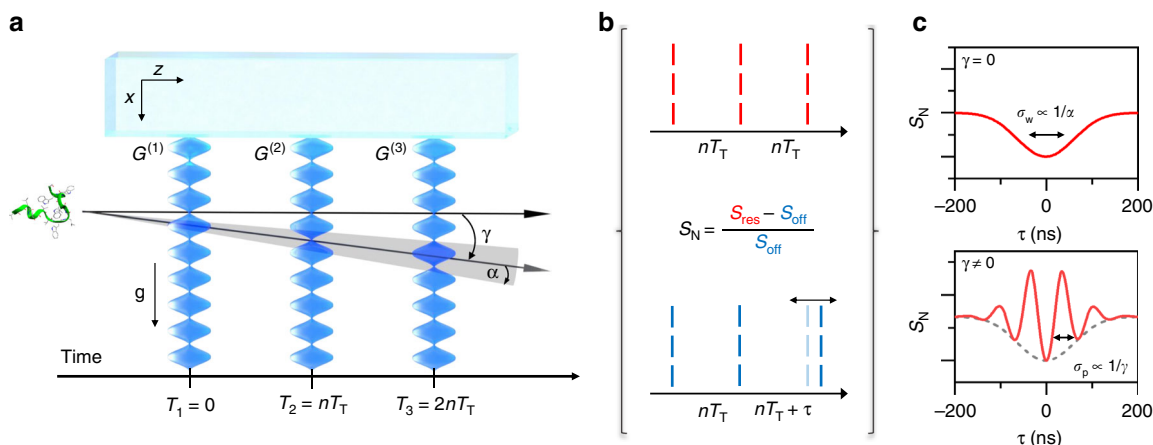 a
z
x
G(1)
G(2)
G(3)
γ
α
g
Time
T1 = 0
T2 = nTT
T3 = 2nTT
b
nTT nTT
SN = Sres − Soff
Soff
nTT nTT + τ
c
γ = 0
SN
σw ∝ 1/α
−200 0 200
τ (ns)
γ ≠ 0
SN
σp ∝ 1/γ
−200 0 200
τ (ns)